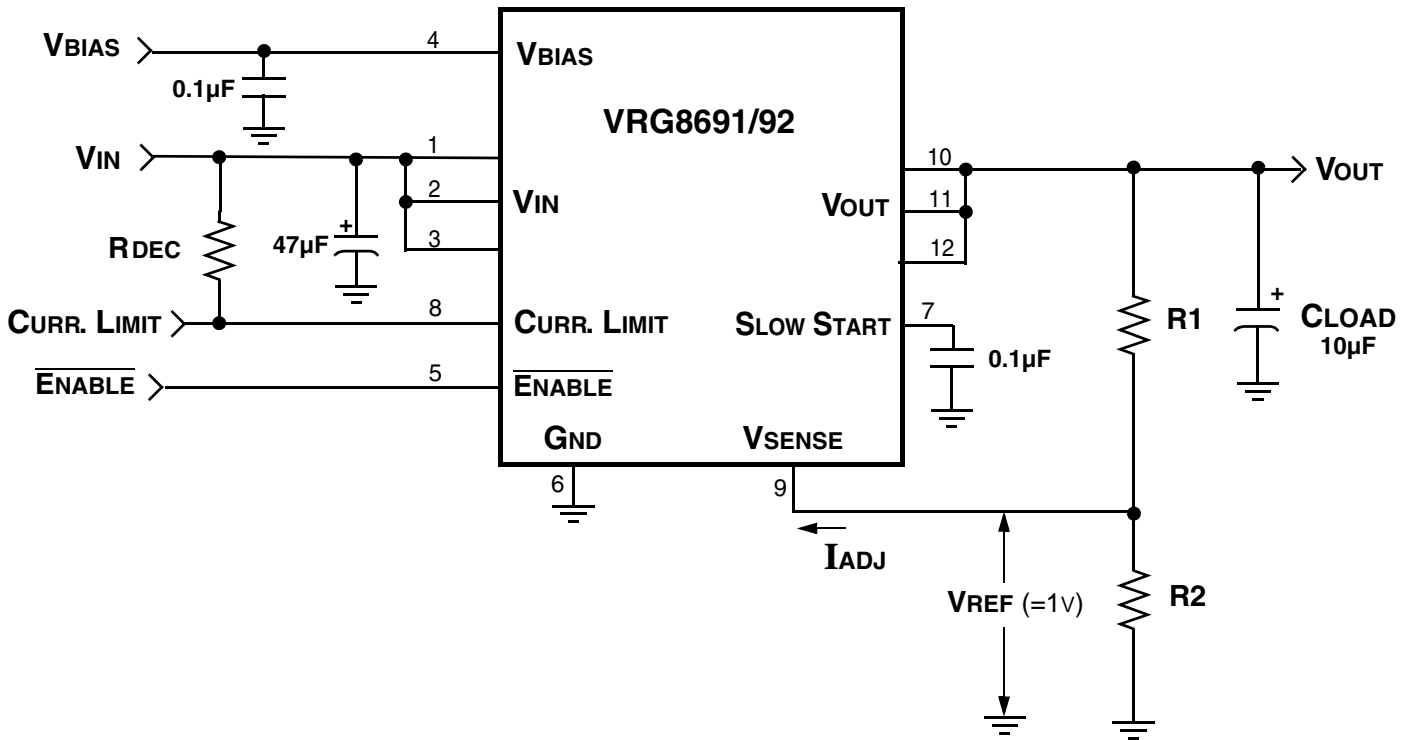 VBIAS
4
VBIAS
0.1µF
VRG8691/92
VIN
1
2
3
VIN
RDEC
47µF
+
10
11
12
VOUT
VOUT
CURR. LIMIT
8
CURR. LIMIT
SLOW START
7
0.1µF
R1
+
CLOAD
10µF
ENABLE
5
ENABLE
GND
6
VSENSE
9
IADJ
VREF (=1V)
R2